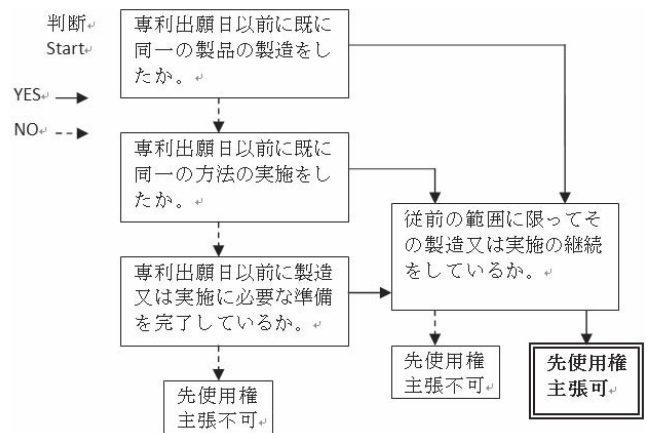 判断
Start
YES
NO
専利出願日以前に既に
同一の製品の製造をし
たか。
専利出願日以前に既に
同一の方法の実施をし
たか。
専利出願日以前に製造
又は実施に必要な準備
を完了しているか。
従前の範囲に限ってそ
の製造又は実施の継続
をしているか。
先使用権
主張不可
先使用権
主張不可
先使用権
主張可